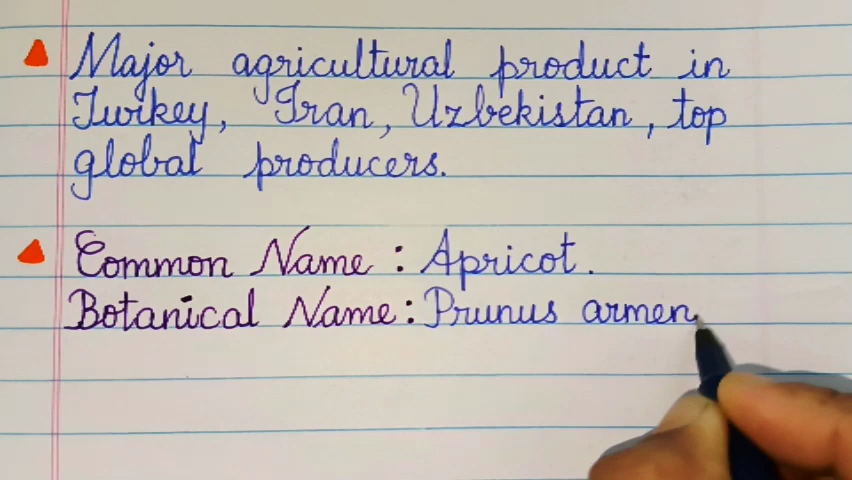 Major agricultural product in
Turkey, Iran, Uzbekistan, top
global producers.
Common Name: Apricot.
Botanical Name: Prunus armen